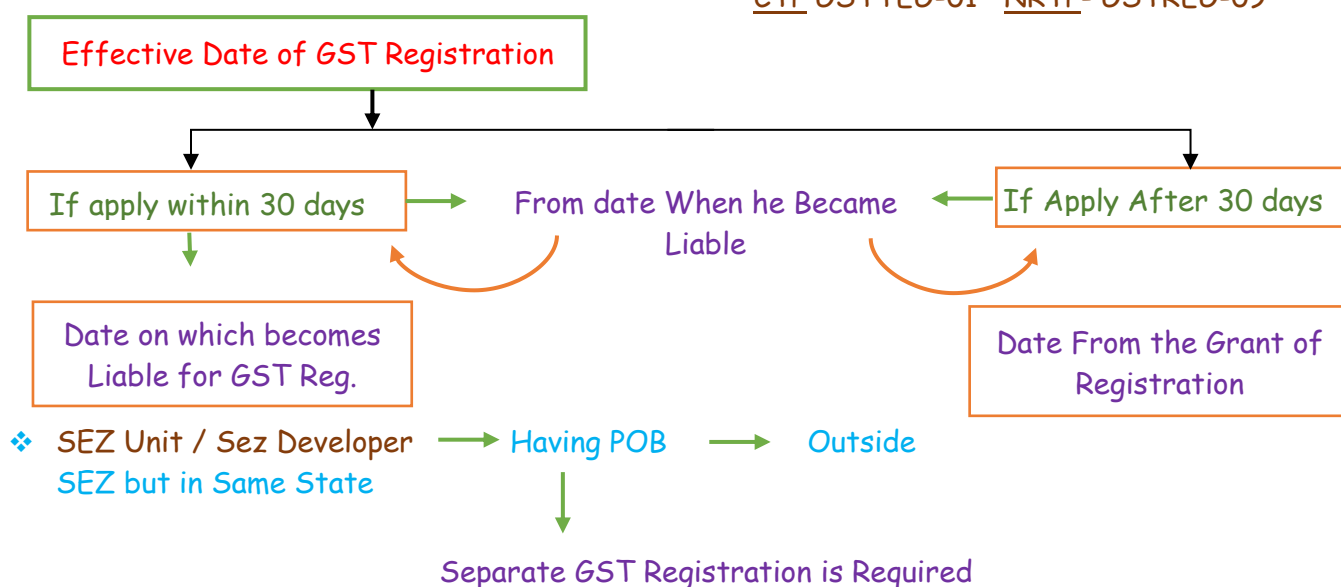 Effective Date of GST Registration
If apply within 30 days
From date When he Became
Liable
If Apply After 30 days
Date on which becomes
Liable for GST Reg.
Date From the Grant of
Registration
❖ SEZ Unit / Sez Developer Having POB Outside
SEZ but in Same State
Separate GST Registration is Required